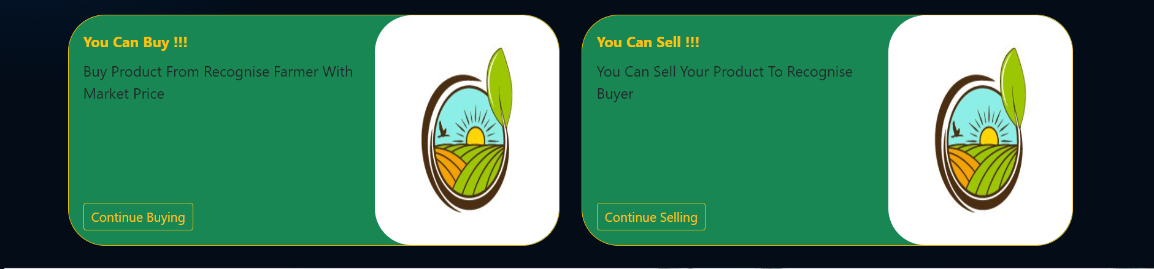 You Can Buy !!!
Buy Product From Recognise Farmer With
Market Price
Continue Buying
You Can Sell !!!
You Can Sell Your Product To Recognise
Buyer
Continue Selling